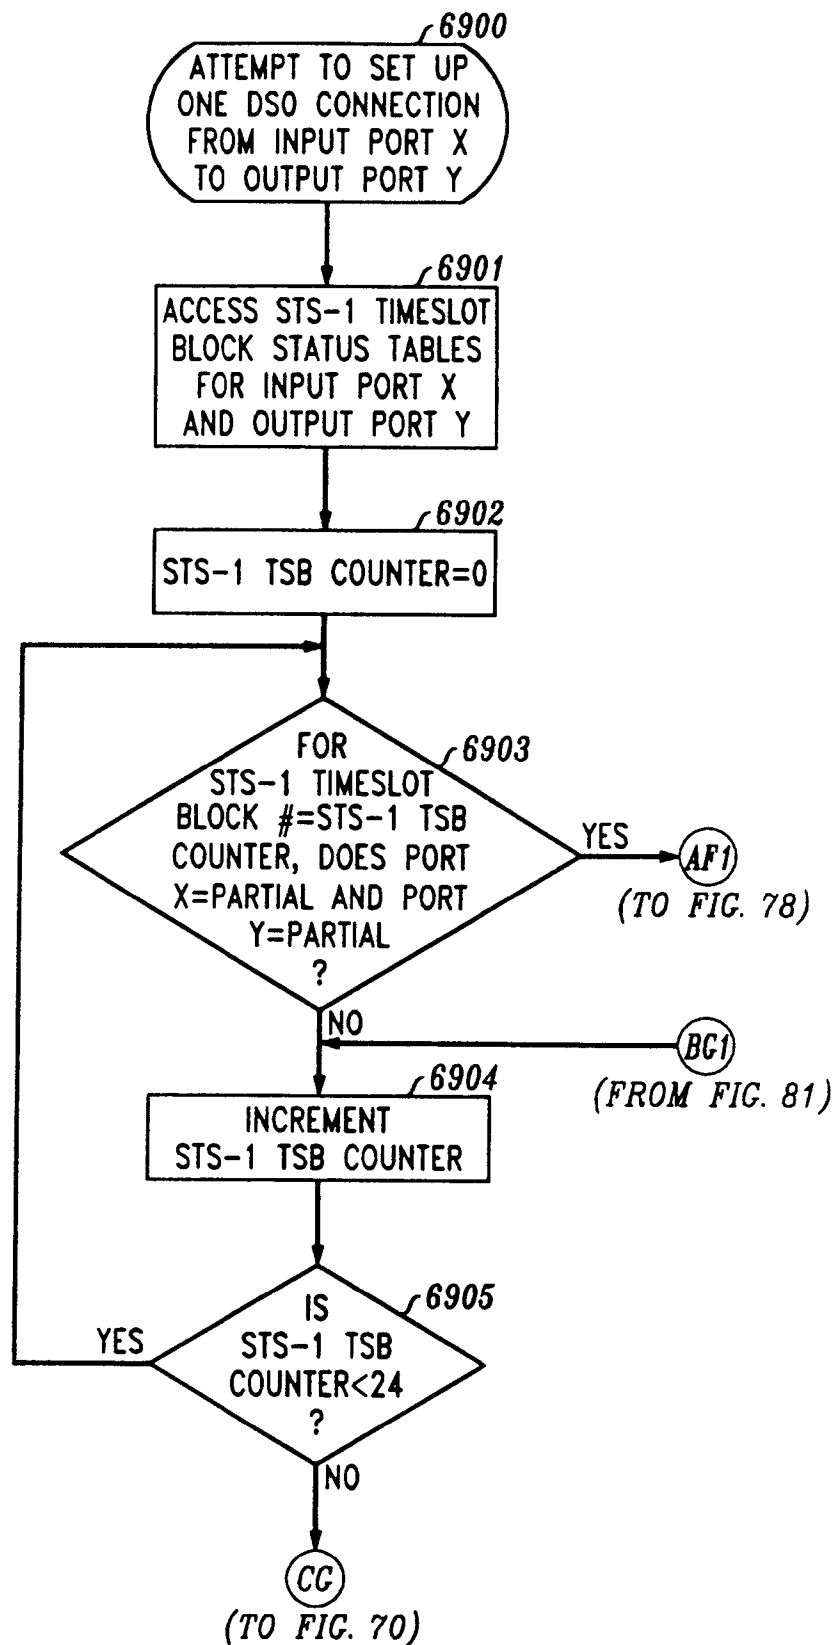 6900
ATTEMPT TO SET UP
ONE DS0 CONNECTION
FROM INPUT PORT X
TO OUTPUT PORT Y
6901
ACCESS STS-1 TIMESLOT
BLOCK STATUS TABLES
FOR INPUT PORT X
AND OUTPUT PORT Y
6902
STS-1 TSB COUNTER=0
6903
FOR
STS-1 TIMESLOT
BLOCK #=STS-1 TSB
COUNTER, DOES PORT
X=PARTIAL AND PORT
Y=PARTIAL
?
YES
AF1
(TO FIG. 78)
NO
BG1
(FROM FIG. 81)
6904
INCREMENT
STS-1 TSB COUNTER
6905
IS
STS-1 TSB
COUNTER<24
?
YES
NO
CG
(TO FIG. 70)